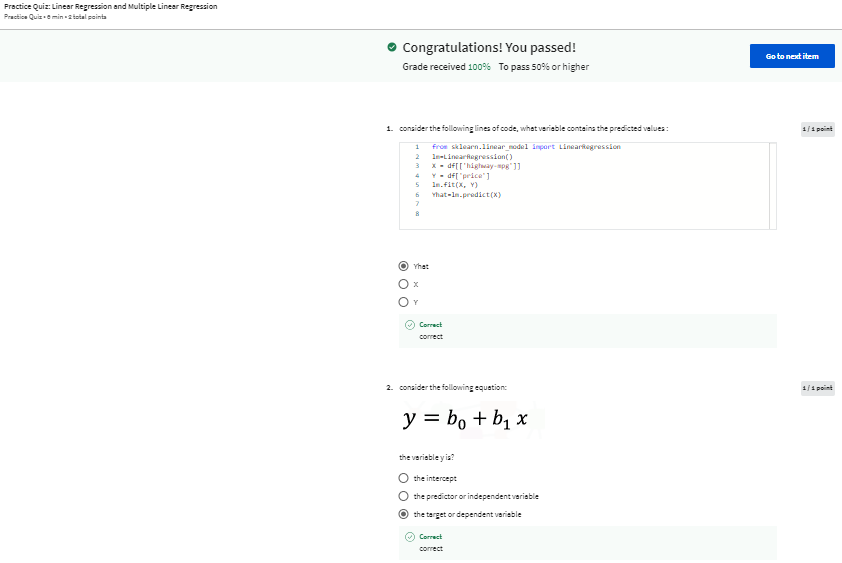 Practice Quiz: Linear Regression and Multiple Linear Regression
Practice Quiz • 6 min • 2 total points
Congratulations! You passed!
Grade received 100% To pass 50% or higher
Go to next item
1. consider the following lines of code, what variable contains the predicted values :
1 / 1 point
1 from sklearn.linear_model import LinearRegression
2 lm=LinearRegression()
3 X = df[['highway-mpg']]
4 Y = df['price']
5 lm.fit(X, Y)
6 Yhat=lm.predict(X)
7
8
Yhat
X
Y
Correct
correct
2. consider the following equation:
1 / 1 point
y = b₀ + b₁ x
the variable y is?
the intercept
the predictor or independent variable
the target or dependent variable
Correct
correct